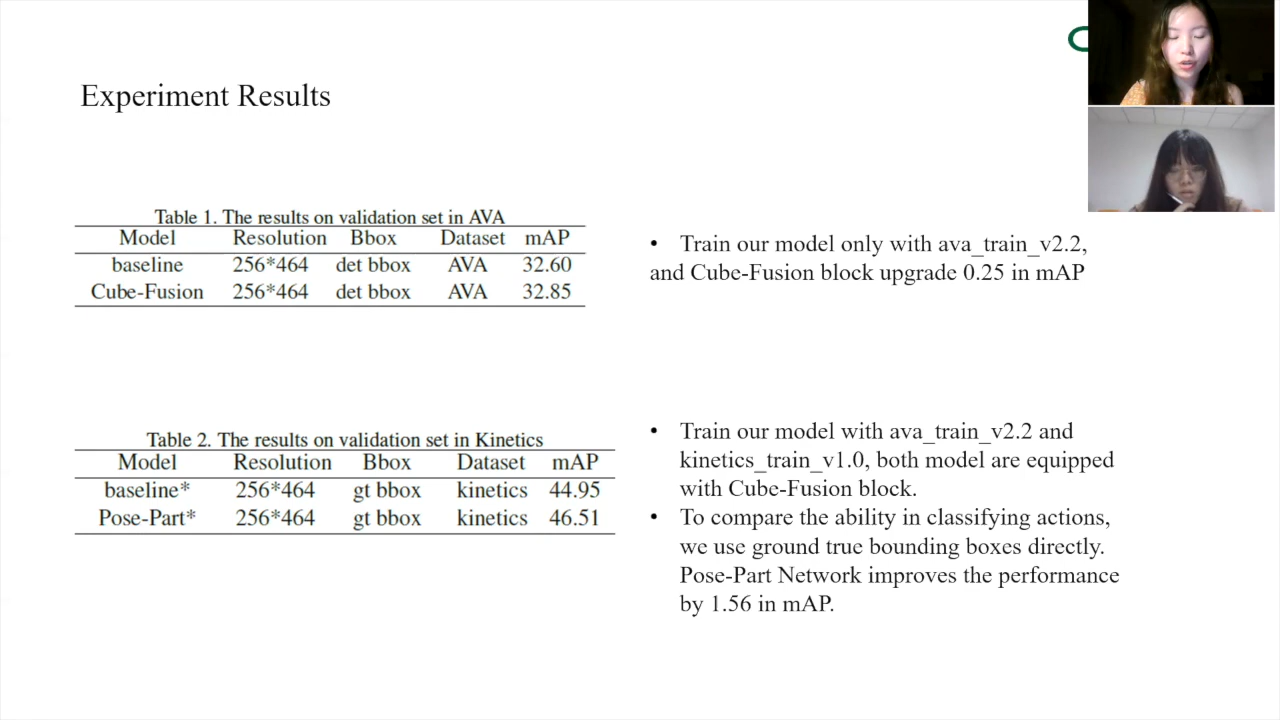 Experiment Results
Table 1. The results on validation set in AVA
Model Resolution Bbox Dataset mAP
baseline 256*464 det bbox AVA 32.60
Cube-Fusion 256*464 det bbox AVA 32.85
• Train our model only with ava_train_v2.2,
and Cube-Fusion block upgrade 0.25 in mAP
Table 2. The results on validation set in Kinetics
Model Resolution Bbox Dataset mAP
baseline* 256*464 gt bbox kinetics 44.95
Pose-Part* 256*464 gt bbox kinetics 46.51
• Train our model with ava_train_v2.2 and
kinetics_train_v1.0, both model are equipped
with Cube-Fusion block.
• To compare the ability in classifying actions,
we use ground true bounding boxes directly.
Pose-Part Network improves the performance
by 1.56 in mAP.